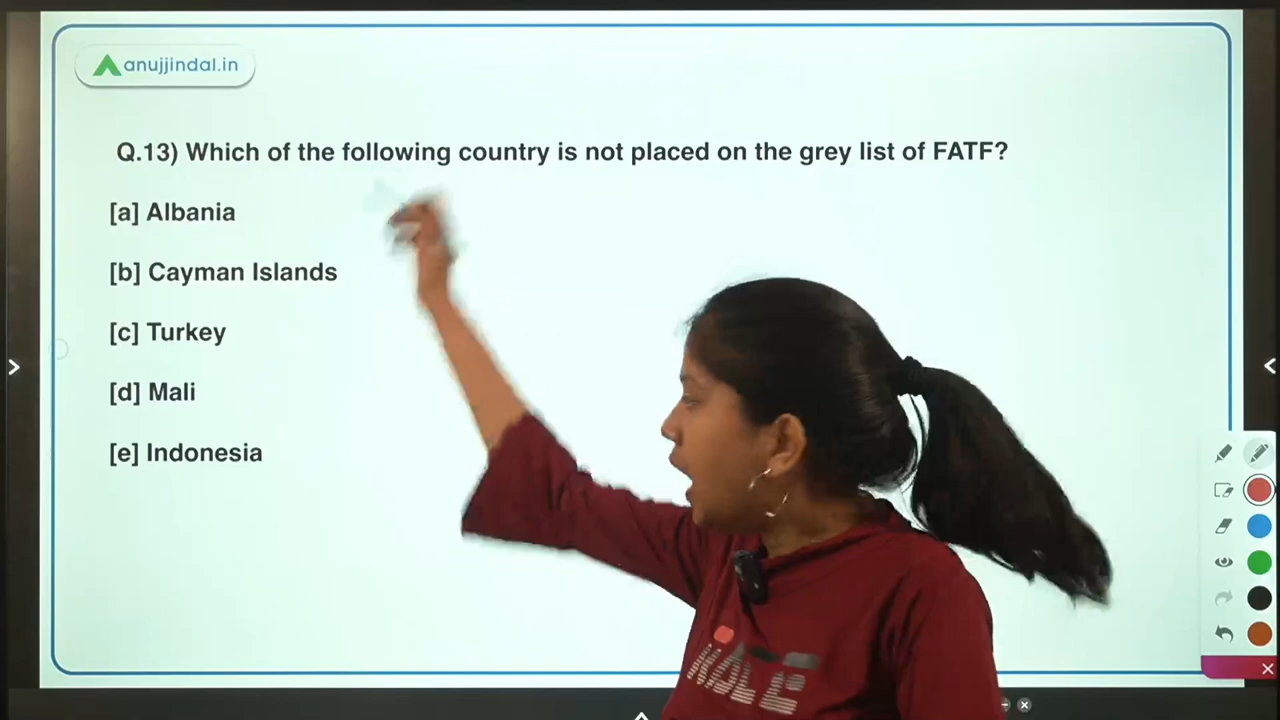 anujjindal.in
Q.13) Which of the following country is not placed on the grey list of FATF?
[a] Albania
[b] Cayman Islands
[c] Turkey
[d] Mali
[e] Indonesia